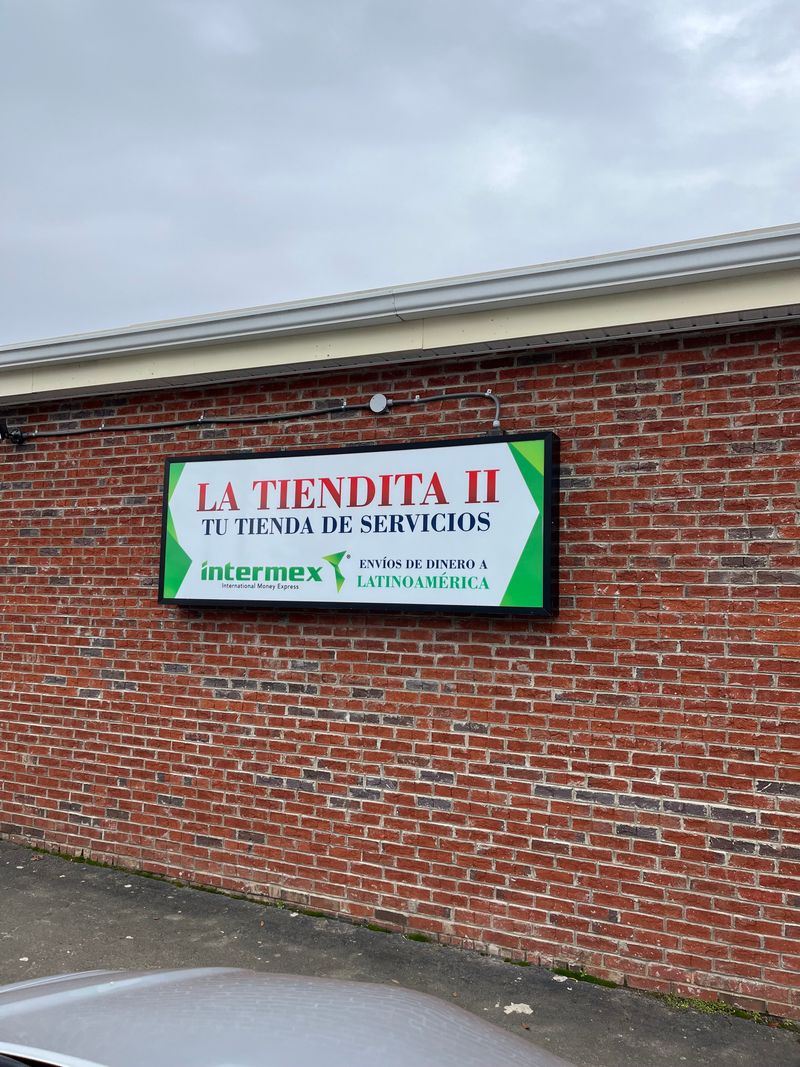 LA TIENDITA II
TU TIENDA DE SERVICIOS
intermex®
International Money Express
ENVÍOS DE DINERO A
LATINOAMÉRICA